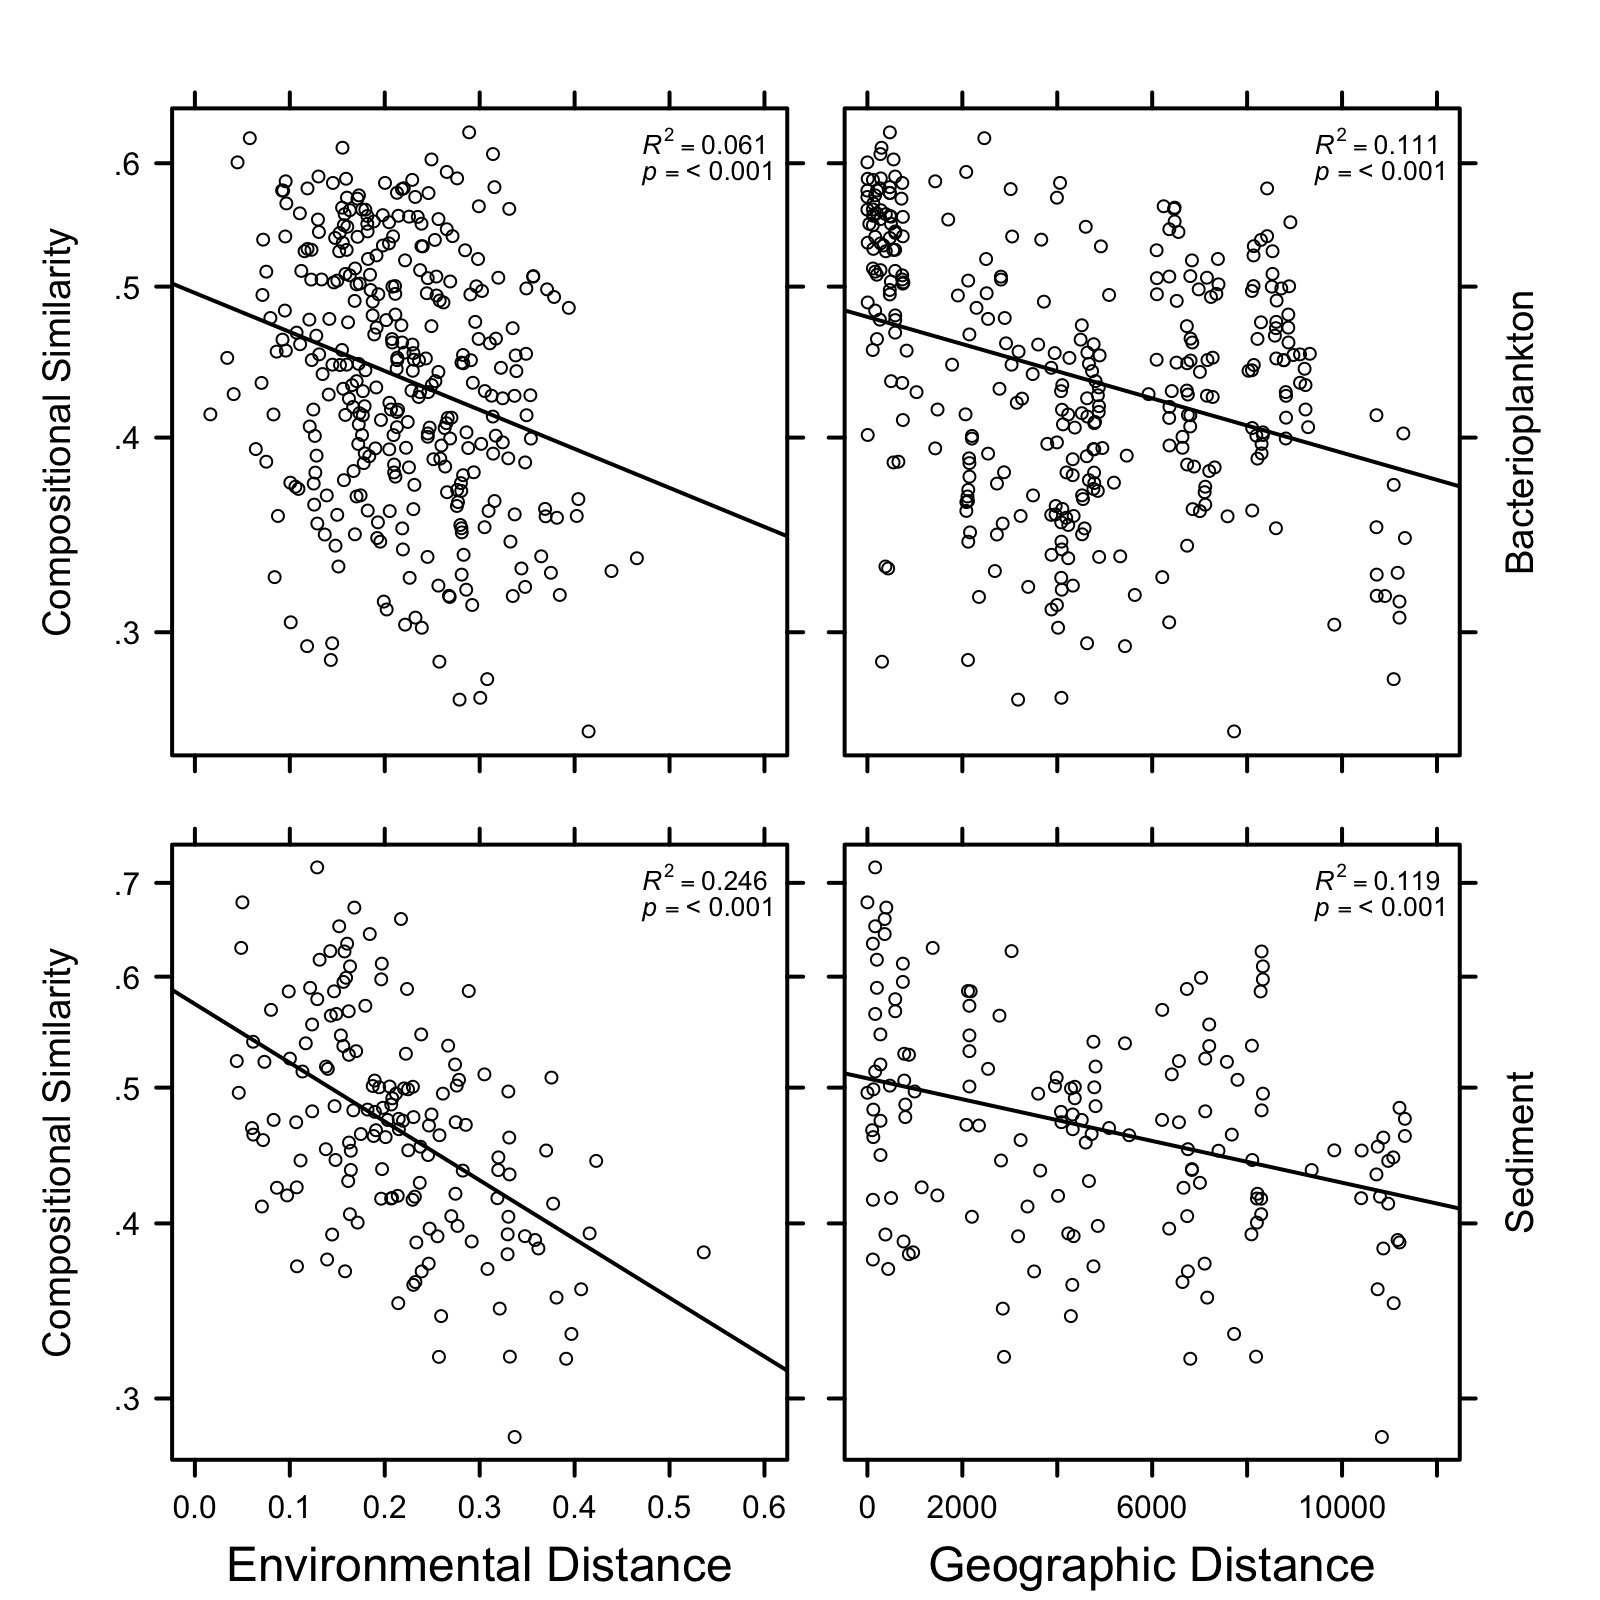 R² = 0.061
p = < 0.001
R² = 0.111
p = < 0.001
.6
.5
.4
.3
Compositional Similarity
Bacterioplankton
R² = 0.246
p = < 0.001
R² = 0.119
p = < 0.001
.7
.6
.5
.4
.3
Compositional Similarity
Sediment
0.0 0.1 0.2 0.3 0.4 0.5 0.6
0 2000 6000 10000
Environmental Distance
Geographic Distance